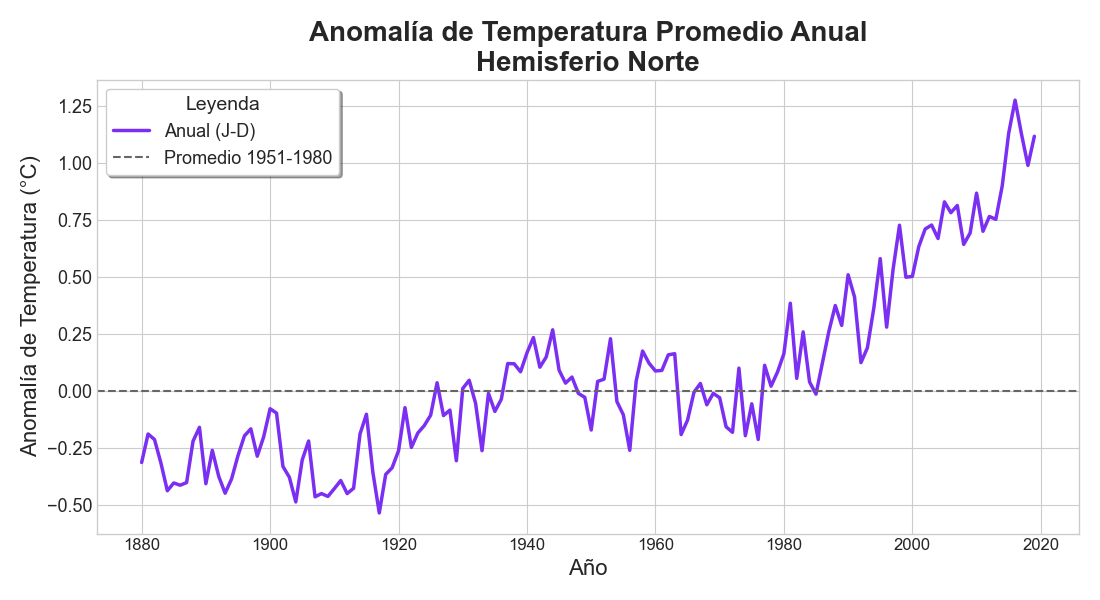 Anomalía de Temperatura Promedio Anual
Hemisferio Norte
Leyenda
Anual (J-D)
Promedio 1951-1980
Anomalía de Temperatura (°C)
1.25
1.00
0.75
0.50
0.25
0.00
−0.25
−0.50
1880 1900 1920 1940 1960 1980 2000 2020
Año